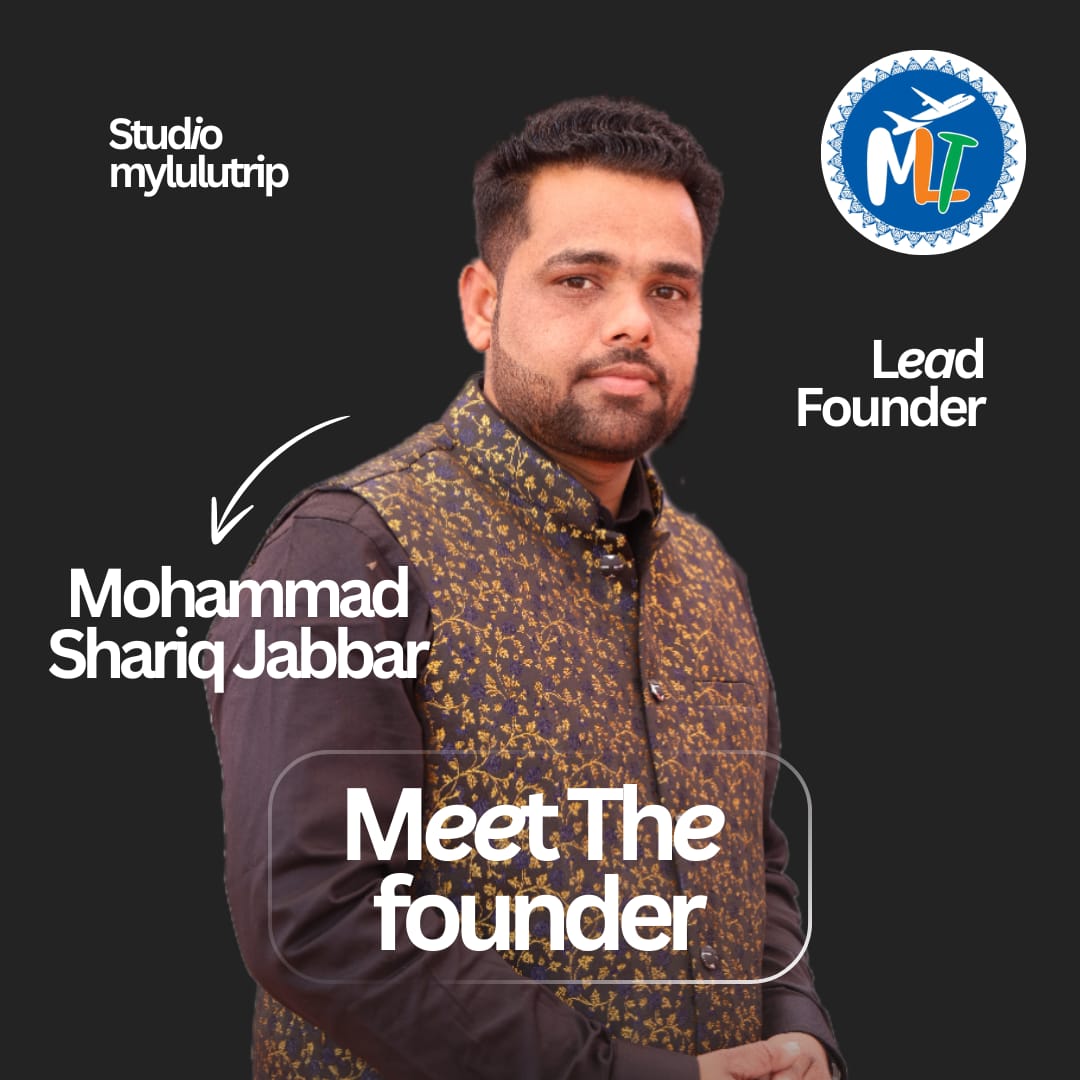 Studio
mylulutrip
MLT
Lead
Founder
Mohammad
Shariq Jabbar
Meet The
founder